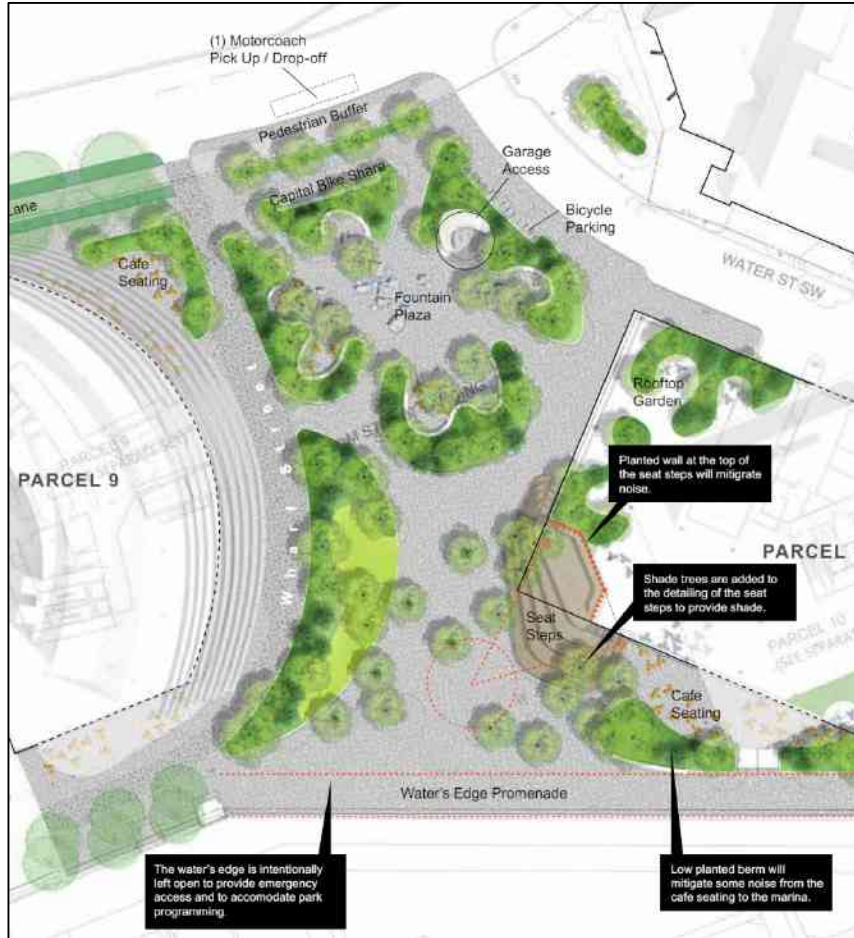 (1) Motorcoach
Pick Up / Drop-off
Pedestrian Buffer
Capital Bike Share
Garage
Access
Bicycle
Parking
Lane
Cafe
Seating
Fountain
Plaza
WATER ST SW
Rooftop
Garden
M S
Wharf Street
PARCEL 9
PARCEL 9
Planted wall at the top of
the seat steps will mitigrate
noise.
PARCEL
Shade trees are added to
the detailing of the seat
steps to provide shade.
PARCEL 10
Seat
Steps
Cafe
Seating
Water's Edge Promenade
The water's edge is intentionally
left open to provide emergency
access and to accomodate park
programming.
Low planted berm will
mitigate some noise from the
cafe seating to the marina.